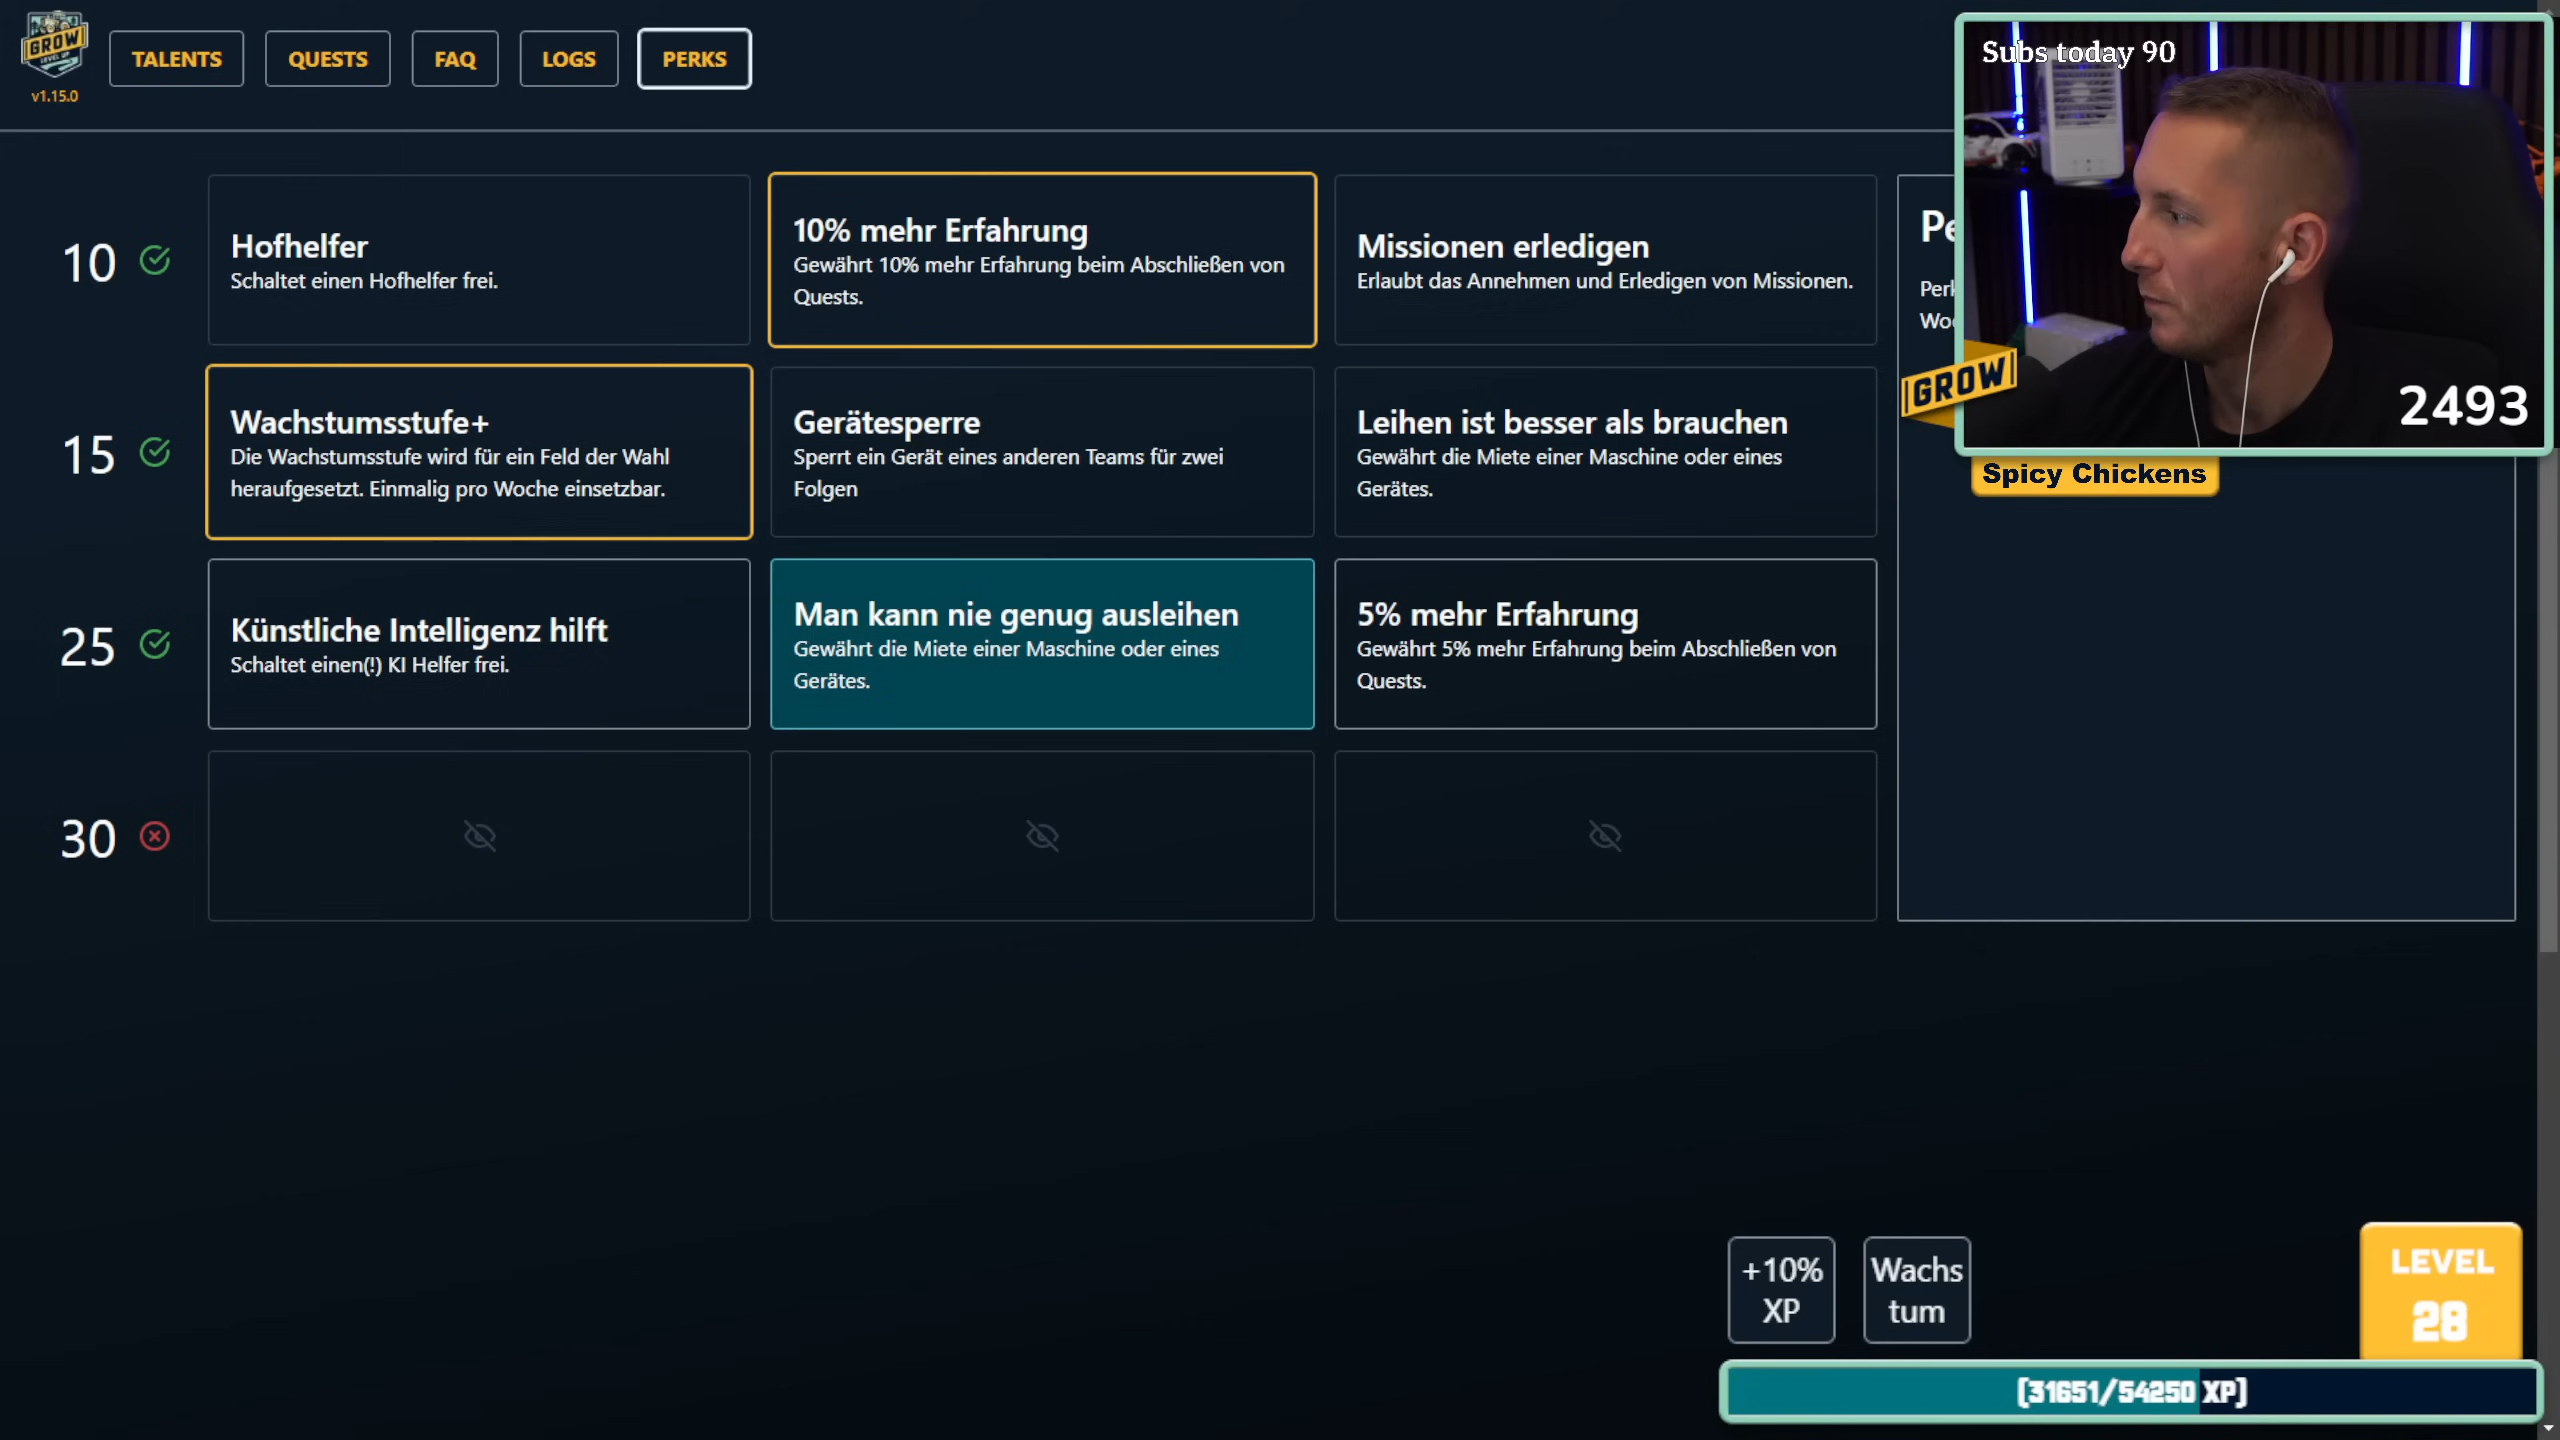 GROW
LEVEL UP
v1.15.0
TALENTS
QUESTS
FAQ
LOGS
PERKS
Subs today 90
10
Hofhelfer
Schaltet einen Hofhelfer frei.
10% mehr Erfahrung
Gewährt 10% mehr Erfahrung beim Abschließen von
Quests.
Missionen erledigen
Erlaubt das Annehmen und Erledigen von Missionen.
GROW
2493
Spicy Chickens
15
Wachstumsstufe+
Die Wachstumsstufe wird für ein Feld der Wahl
heraufgesetzt. Einmalig pro Woche einsetzbar.
Gerätesperre
Sperrt ein Gerät eines anderen Teams für zwei
Folgen
Leihen ist besser als brauchen
Gewährt die Miete einer Maschine oder eines
Gerätes.
25
Künstliche Intelligenz hilft
Schaltet einen(!) KI Helfer frei.
Man kann nie genug ausleihen
Gewährt die Miete einer Maschine oder eines
Gerätes.
5% mehr Erfahrung
Gewährt 5% mehr Erfahrung beim Abschließen von
Quests.
30
+10%
XP
Wachs
tum
LEVEL
28
[31651/54250 XP]